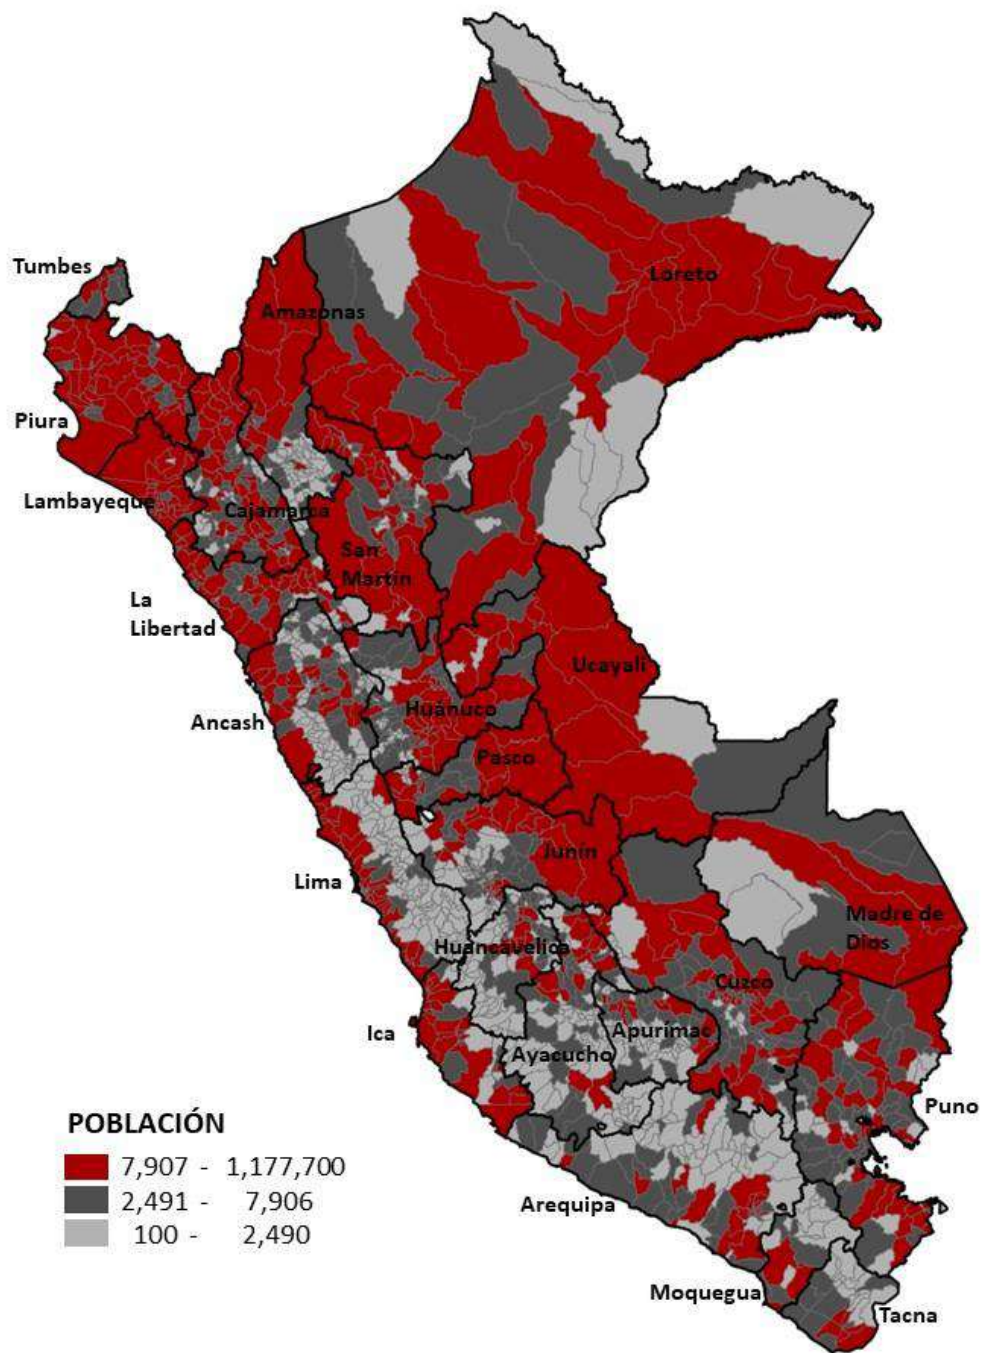 Tumbes
Loreto
Amazonas
Piura
Lambayeque
Cajamarca
San
Martín
La
Libertad
Ucayali
Ancash
Huánuco
Pasco
Junín
Lima
Madre de
Dios
Huancavelica
Cuzco
Ica
Apurímac
Ayacucho
Puno
POBLACIÓN
7,907 - 1,177,700
2,491 - 7,906
100 - 2,490
Arequipa
Moquegua
Tacna